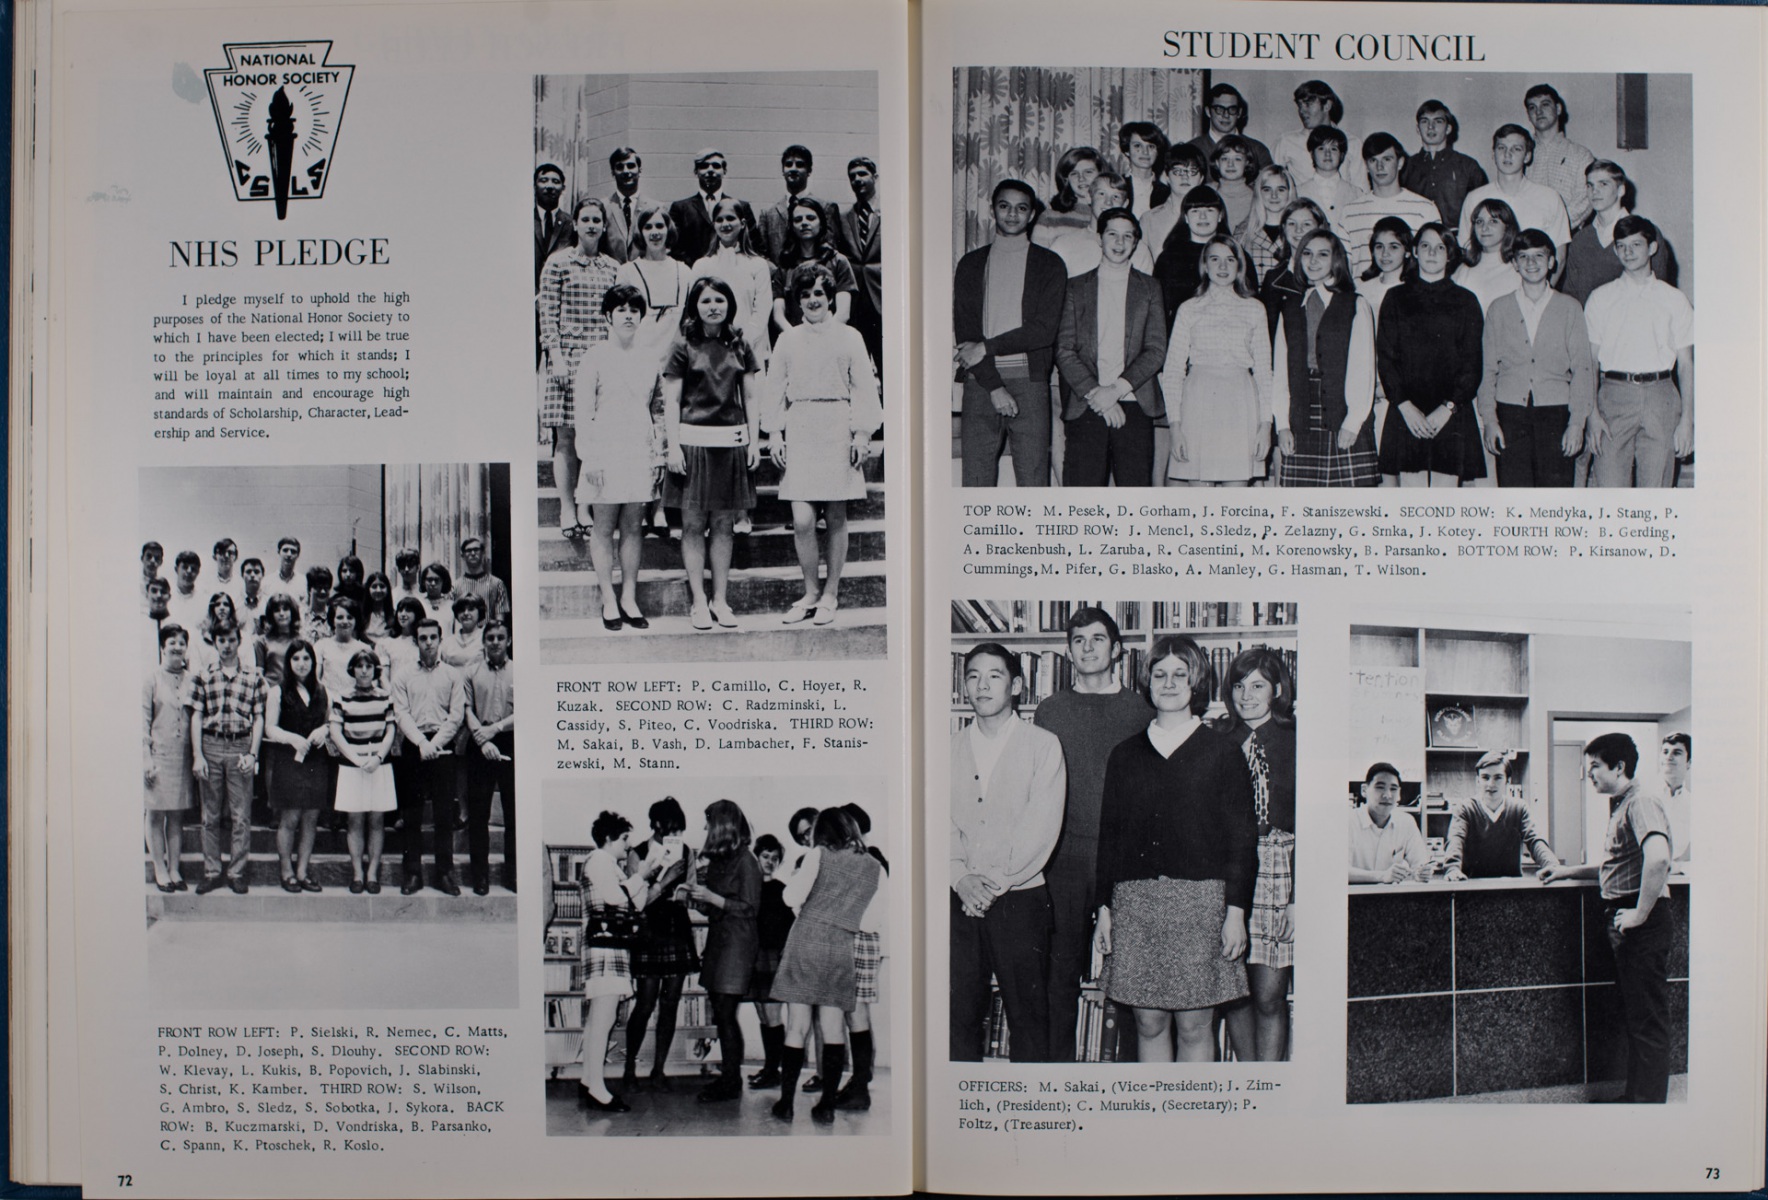 NATIONAL
HONOR SOCIETY
C S L S
NHS PLEDGE
I pledge myself to uphold the high
purposes of the National Honor Society to
which I have been elected; I will be true
to the principles for which it stands; I
will be loyal at all times to my school;
and will maintain and encourage high
standards of Scholarship, Character, Lead-
ership and Service.
FRONT ROW LEFT: P. Sielski, R. Nemec, C. Matts,
P. Dolney, D. Joseph, S. Dlouhy. SECOND ROW:
W. Klevay, L. Kukis, B. Popovich, J. Slabinski,
S. Christ, K. Kamber. THIRD ROW: S. Wilson,
G. Ambro, S. Sledz, S. Sobotka, J. Sykora. BACK
ROW: B. Kuczmarski, D. Vondriska, B. Parsanko,
C. Spann, K. Ptoschek, R. Koslo.
72
FRONT ROW LEFT: P. Camillo, C. Hoyer, R.
Kuzak. SECOND ROW: C. Radzminski, L.
Cassidy, S. Piteo, C. Voodriska. THIRD ROW:
M. Sakai, B. Vash, D. Lambacher, F. Stanis-
zewski, M. Stann.
STUDENT COUNCIL
TOP ROW: M. Pesek, D. Gorham, J. Forcina, F. Staniszewski. SECOND ROW: K. Mendyka, J. Stang, P.
Camillo. THIRD ROW: J. Mencl, S.Sledz, P. Zelazny, G. Srnka, J. Kotey. FOURTH ROW: B. Gerding,
A. Brackenbush, L. Zaruba, R. Casentini, M. Korenowsky, B. Parsanko. BOTTOM ROW: P. Kirsanow, D.
Cummings, M. Pifer, G. Blasko, A. Manley, G. Hasman, T. Wilson.
OFFICERS: M. Sakai, (Vice-President); J. Zim-
lich, (President); C. Murukis, (Secretary); P.
Foltz, (Treasurer).
tention
73